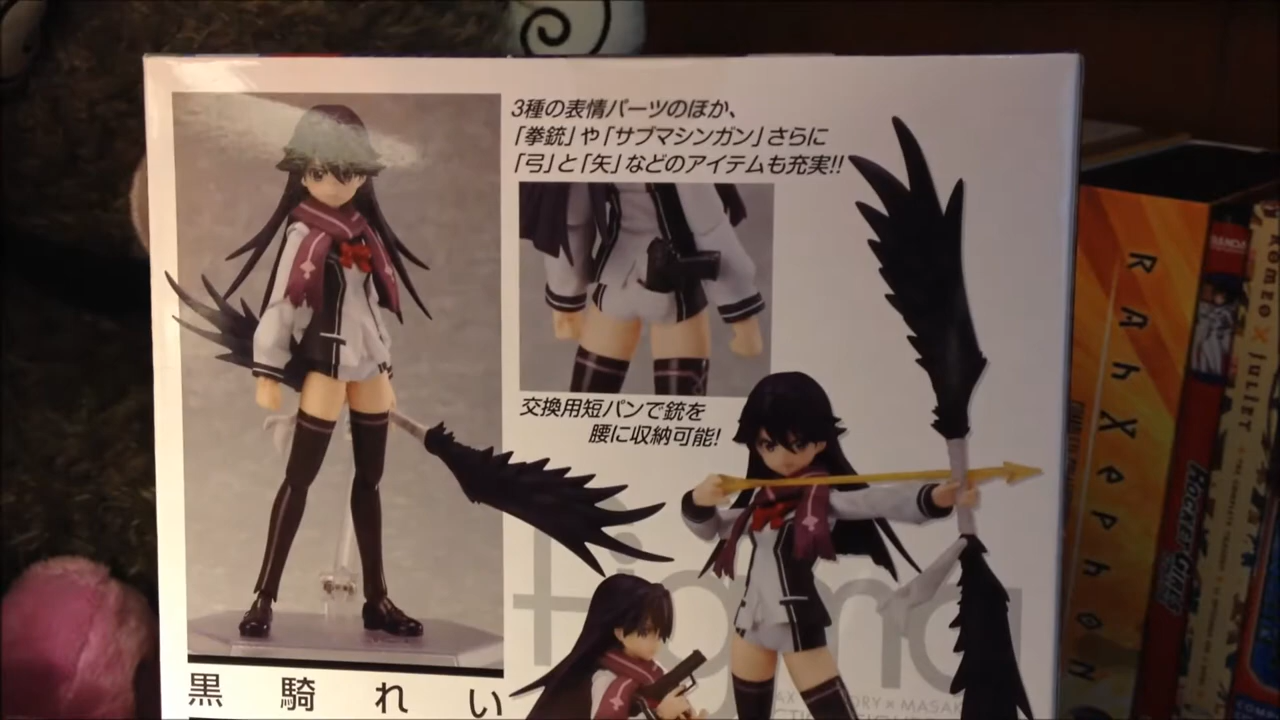 3種の表情パーツのほか、
「拳銃」や「サブマシンガン」さらに
「弓」と「矢」などのアイテムも充実!!
交換用短パンで銃を
腰に収納可能!
figma
黒騎れい
RahXephon
BANDAI
ROMEO X JULIET